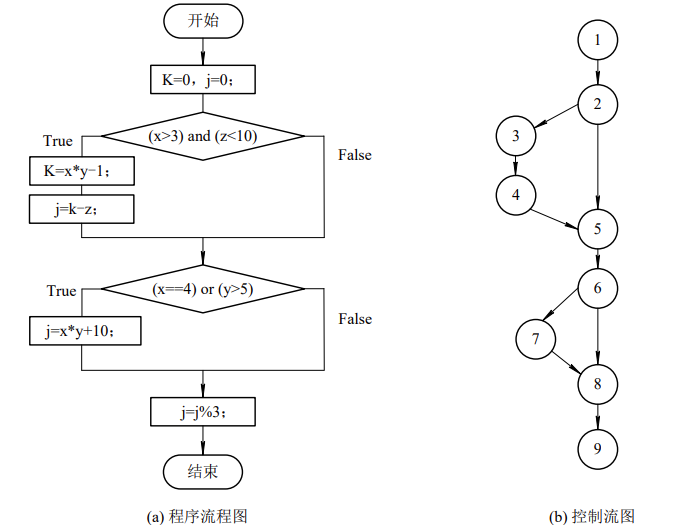 开始
K=0，j=0；
(x>3) and (z<10)
True
False
K=x*y−1；
j=k−z；
(x==4) or (y>5)
True
False
j=x*y+10；
j=j%3；
结束
(a) 程序流程图
1
2
3
4
5
6
7
8
9
(b) 控制流图